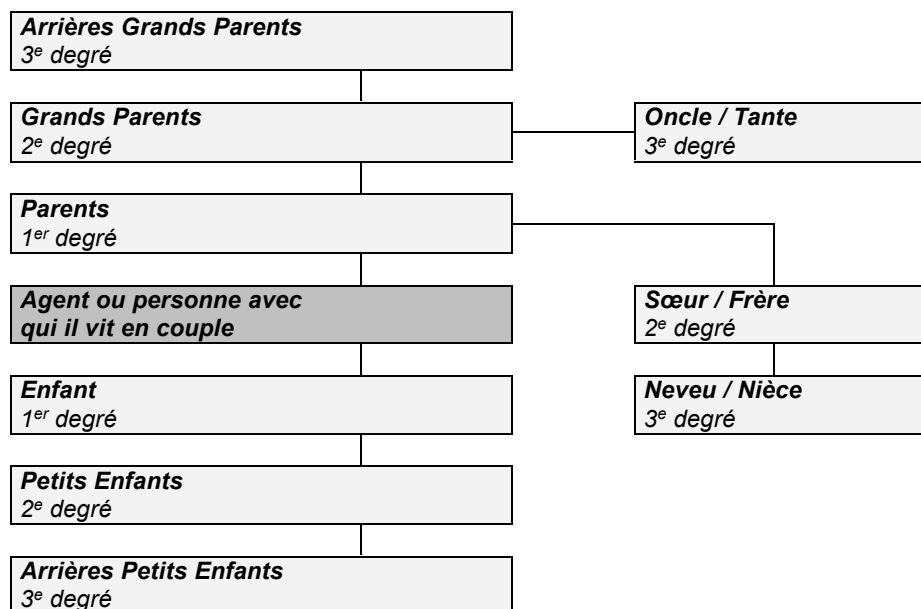 Arrières Grands Parents
3e degré
Grands Parents
2e degré
Oncle / Tante
3e degré
Parents
1er degré
Agent ou personne avec
qui il vit en couple
Sœur / Frère
2e degré
Enfant
1er degré
Neveu / Nièce
3e degré
Petits Enfants
2e degré
Arrières Petits Enfants
3e degré